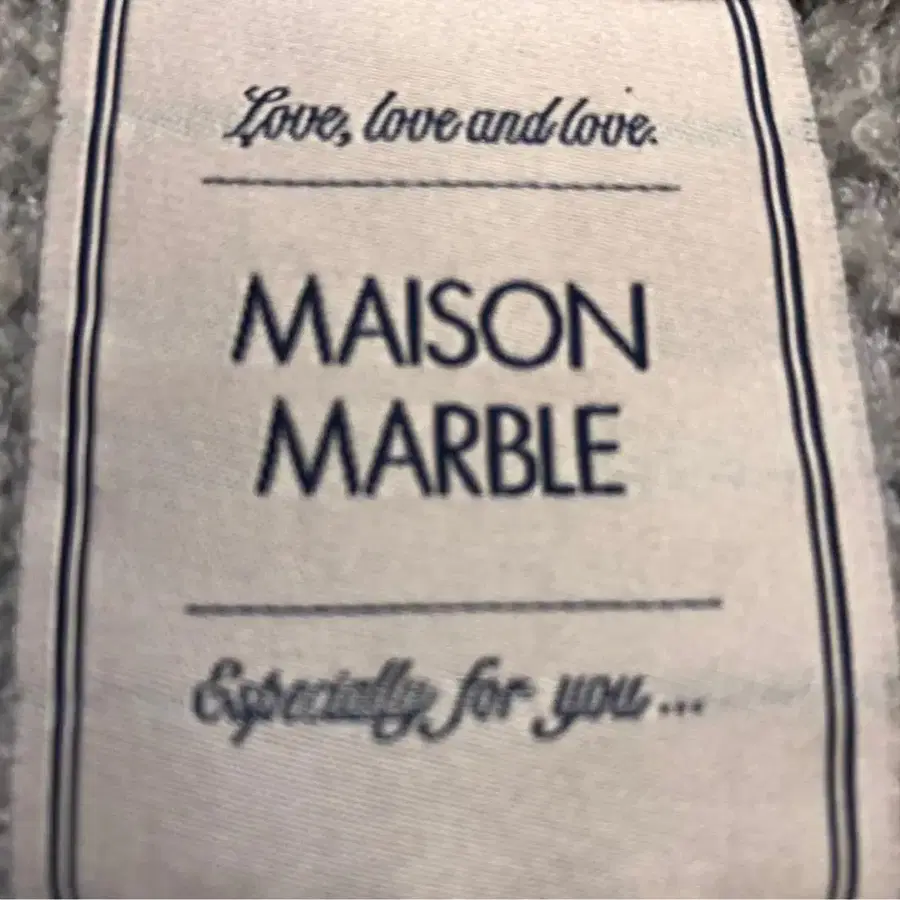 Love, love and love.
MAISON
MARBLE
Especially for you...